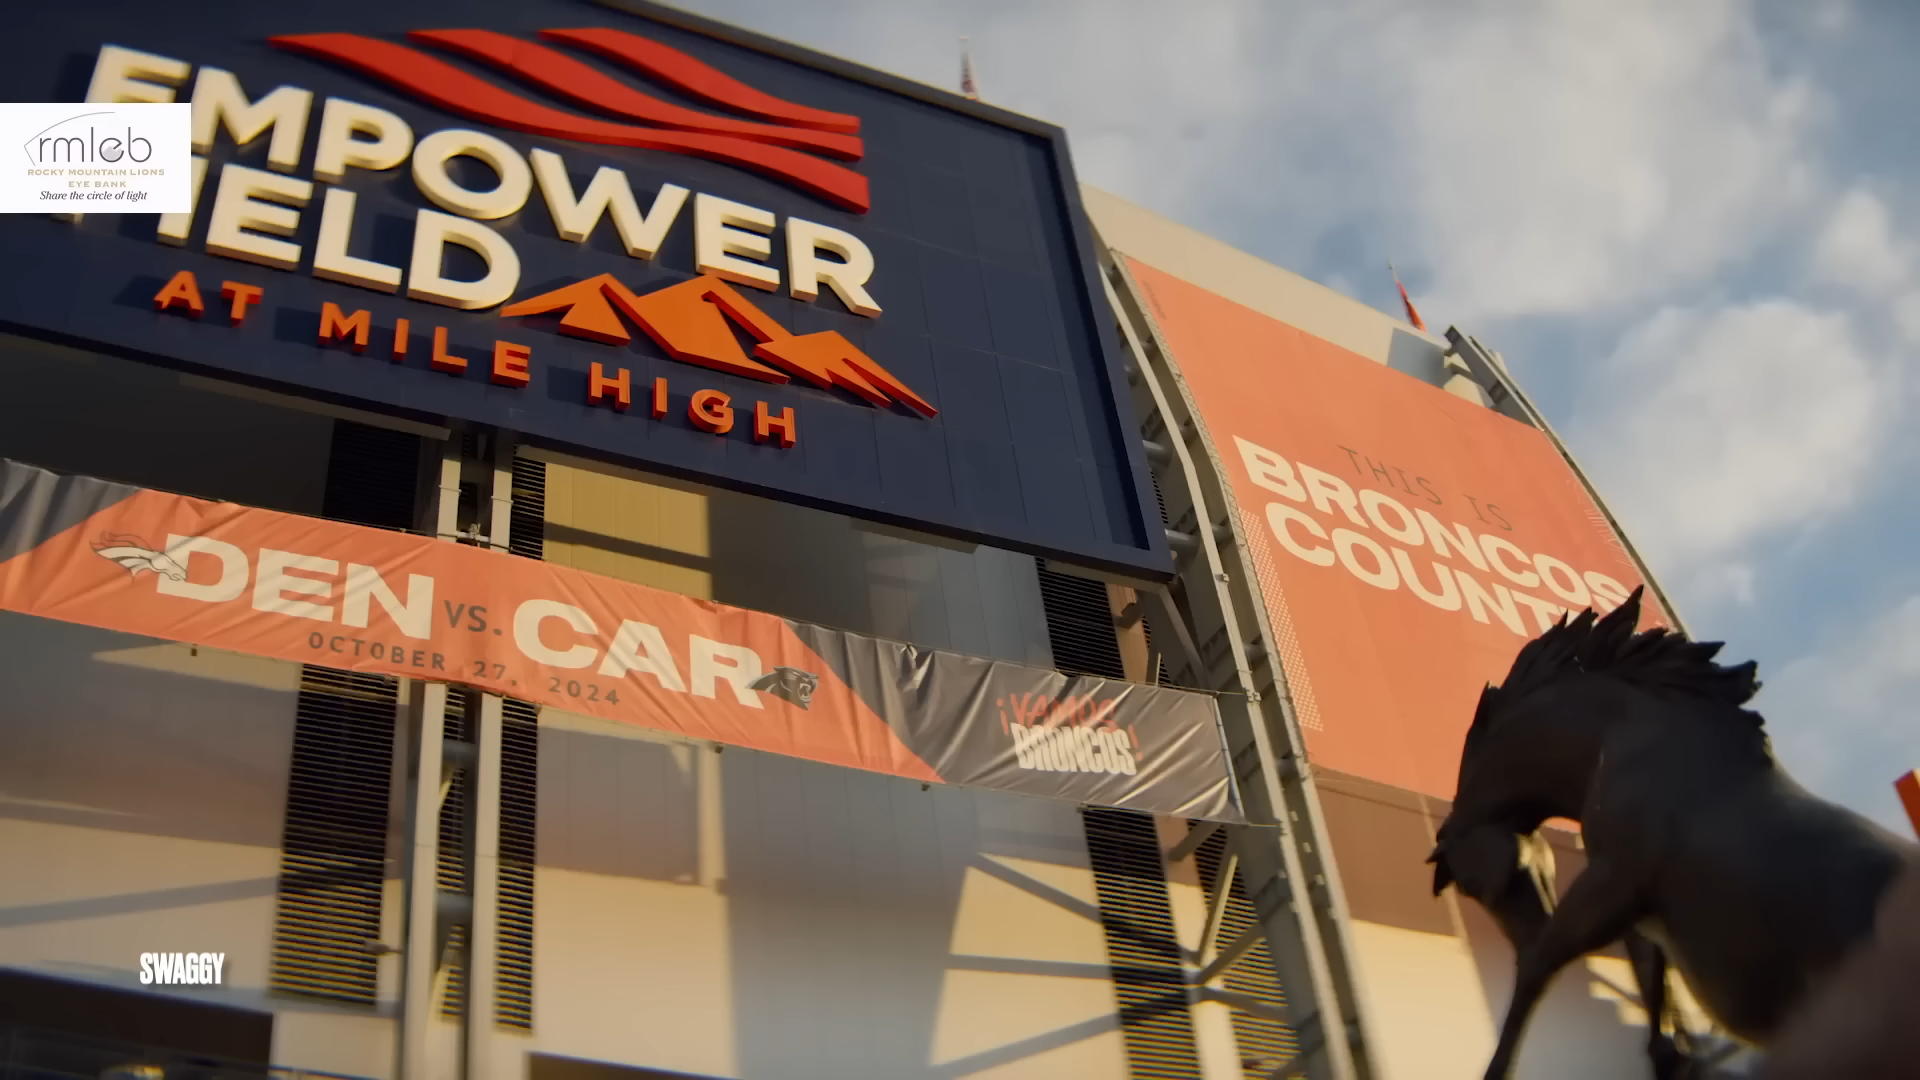 EMPOWER
FIELD
AT MILE HIGH
rmleb
ROCKY MOUNTAIN LIONS
EYE BANK
Share the circle of light
THIS IS
BRONCOS
COUNTY
DEN VS. CAR
OCTOBER 27, 2024
¡VAMOS
BRONCOS!
SWAGGY